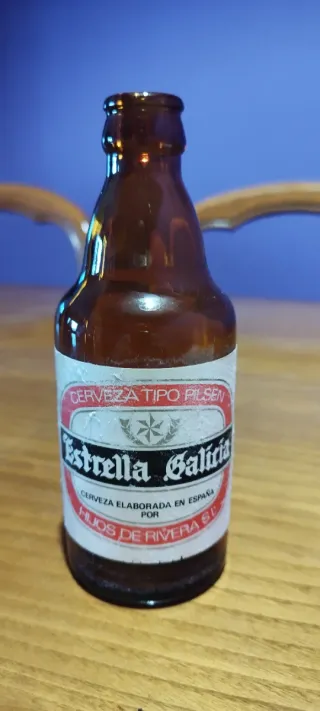 CERVEZA TIPO PILSEN
Estrella Galicia
CERVEZA ELABORADA EN ESPAÑA
POR
HIJOS DE RIVERA S.L.